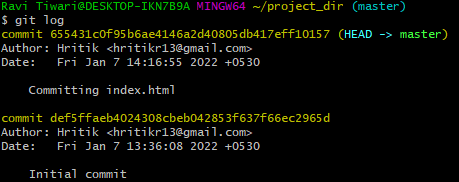 Ravi Tiwari@DESKTOP-IKN7B9A MINGW64 ~/project_dir (master)
$ git log
commit 655431c0f95b6ae4146a2d40805db417eff10157 (HEAD -> master)
Author: Hritik <hritikr13@gmail.com>
Date:   Fri Jan 7 14:16:55 2022 +0530
Committing index.html
commit def5ffaeb4024308cbeb042853f637f66ec2965d
Author: Hritik <hritikr13@gmail.com>
Date:   Fri Jan 7 13:36:08 2022 +0530
Initial commit